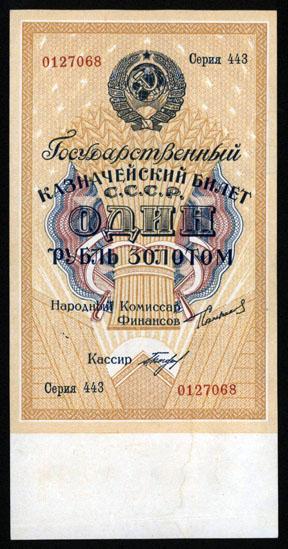 0127068 Серия 443
Государственный
КАЗНАЧЕЙСКИЙ БИЛЕТ
С.С.С.Р.
ОДИН
РУБЛЬ ЗОЛОТОМ
Народный Комиссар
Финансов
Кассир
Серия 443 0127068